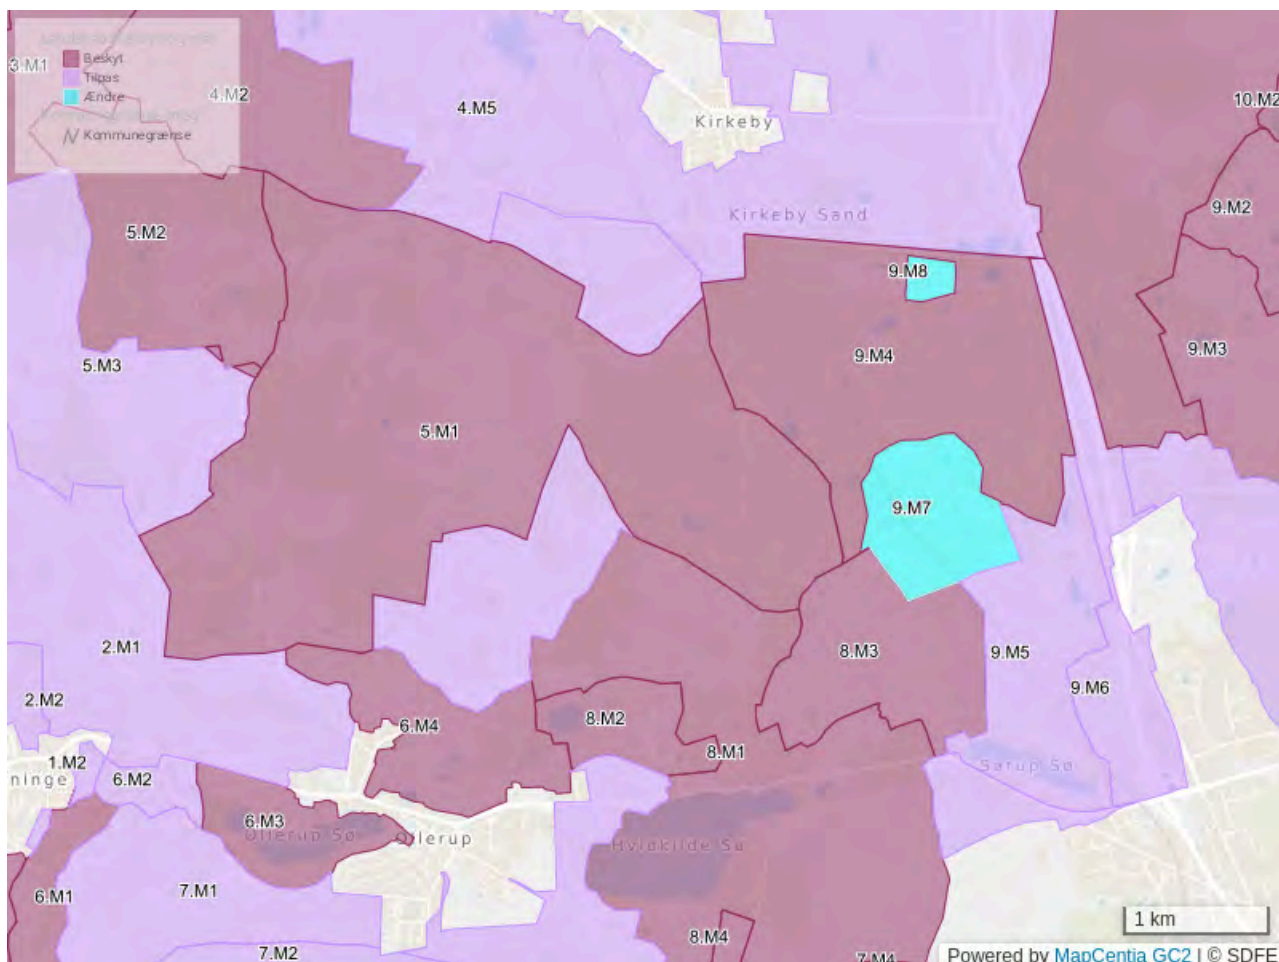 3.M1
Beskyt
Tilpas
Ændre
Kommunegrænse
4.M2
4.M5
Kirkeby
10.M2
Kirkeby Sand
9.M2
5.M2
9.M8
9.M4
9.M3
5.M3
5.M1
9.M7
2.M1
8.M3
9.M5
9.M6
2.M2
6.M4
8.M2
8.M1
1.M2
ninge
6.M2
Sørup Sø
6.M3
Ollerup Sø
Ollerup
Hvidkilde Sø
6.M1
7.M1
1 km
8.M4
7.M2
7.M4
Powered by MapCentia GC2 | © SDFE